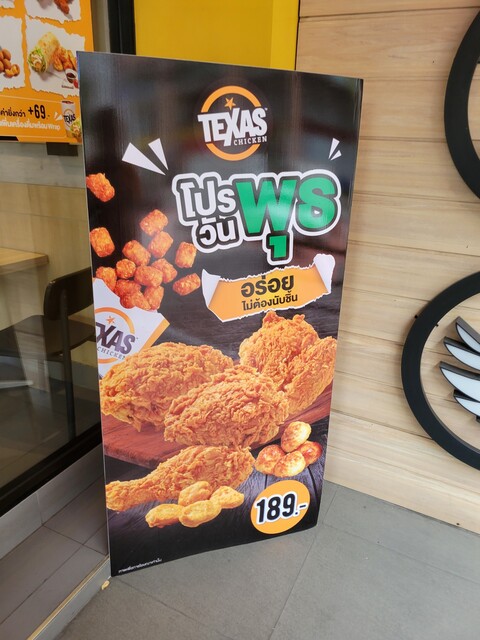 +69.-
TEXAS
CHICKEN
โปร
วัน
พุธ
อร่อย
ไม่ต้องนับชิ้น
TEXAS
CHICKEN
189.-